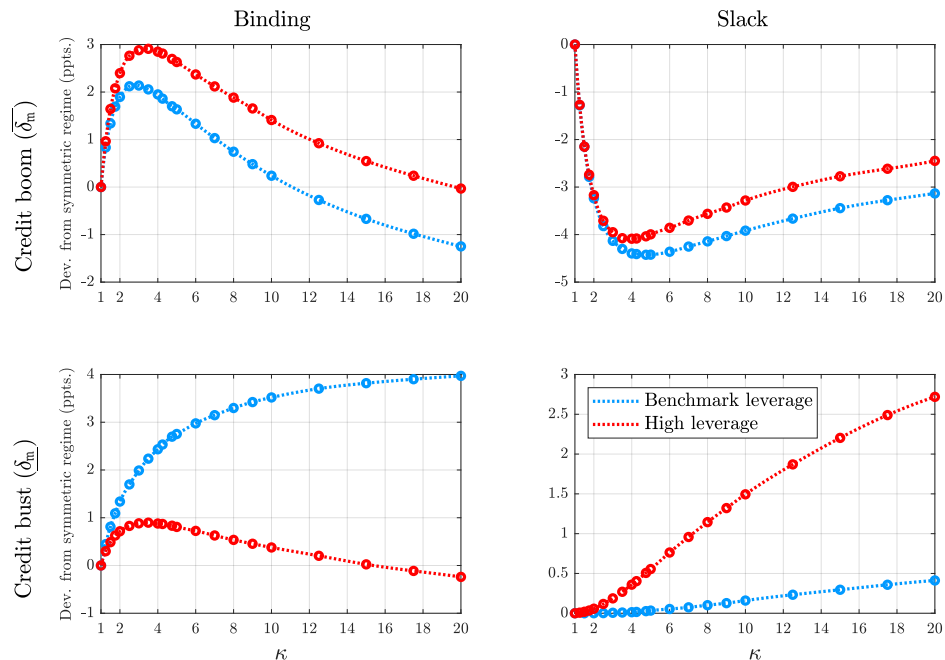 Binding
Slack
Credit boom (δ̅ₘ)
Dev. from symmetric regime (ppts.)
3
2
1
0
-1
-2
1 2 4 6 8 10 12 14 16 18 20
0
-1
-2
-3
-4
-5
1 2 4 6 8 10 12 14 16 18 20
Credit bust (δ̲ₘ)
Dev. from symmetric regime (ppts.)
4
3
2
1
0
-1
1 2 4 6 8 10 12 14 16 18 20
κ
3
2.5
2
1.5
1
0.5
0
Benchmark leverage
High leverage
1 2 4 6 8 10 12 14 16 18 20
κ